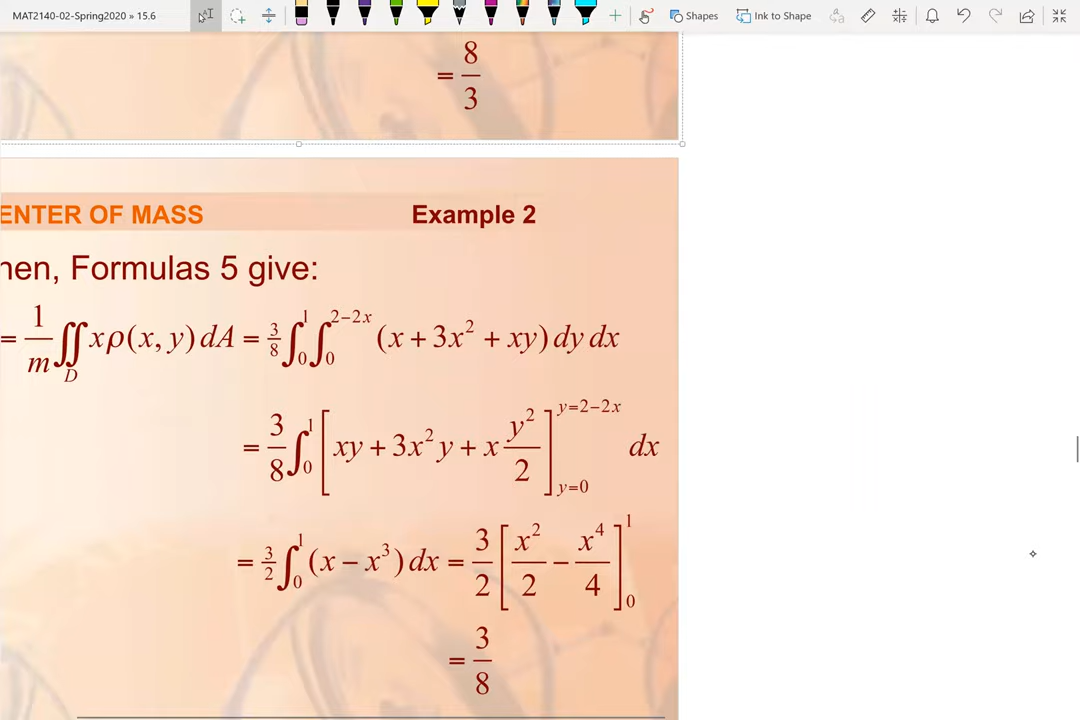 MAT2140-02-Spring2020 » 15.6
Shapes
Ink to Shape
= 8/3
ENTER OF MASS Example 2
hen, Formulas 5 give:
= 1/m ∬_D xρ(x, y) dA = 3/8 ∫_0^1 ∫_0^{2−2x} (x + 3x² + xy) dy dx
= 3/8 ∫_0^1 [xy + 3x²y + x y²/2]_{y=0}^{y=2−2x} dx
= 3/2 ∫_0^1 (x − x³) dx = 3/2 [x²/2 − x⁴/4]_0^1
= 3/8